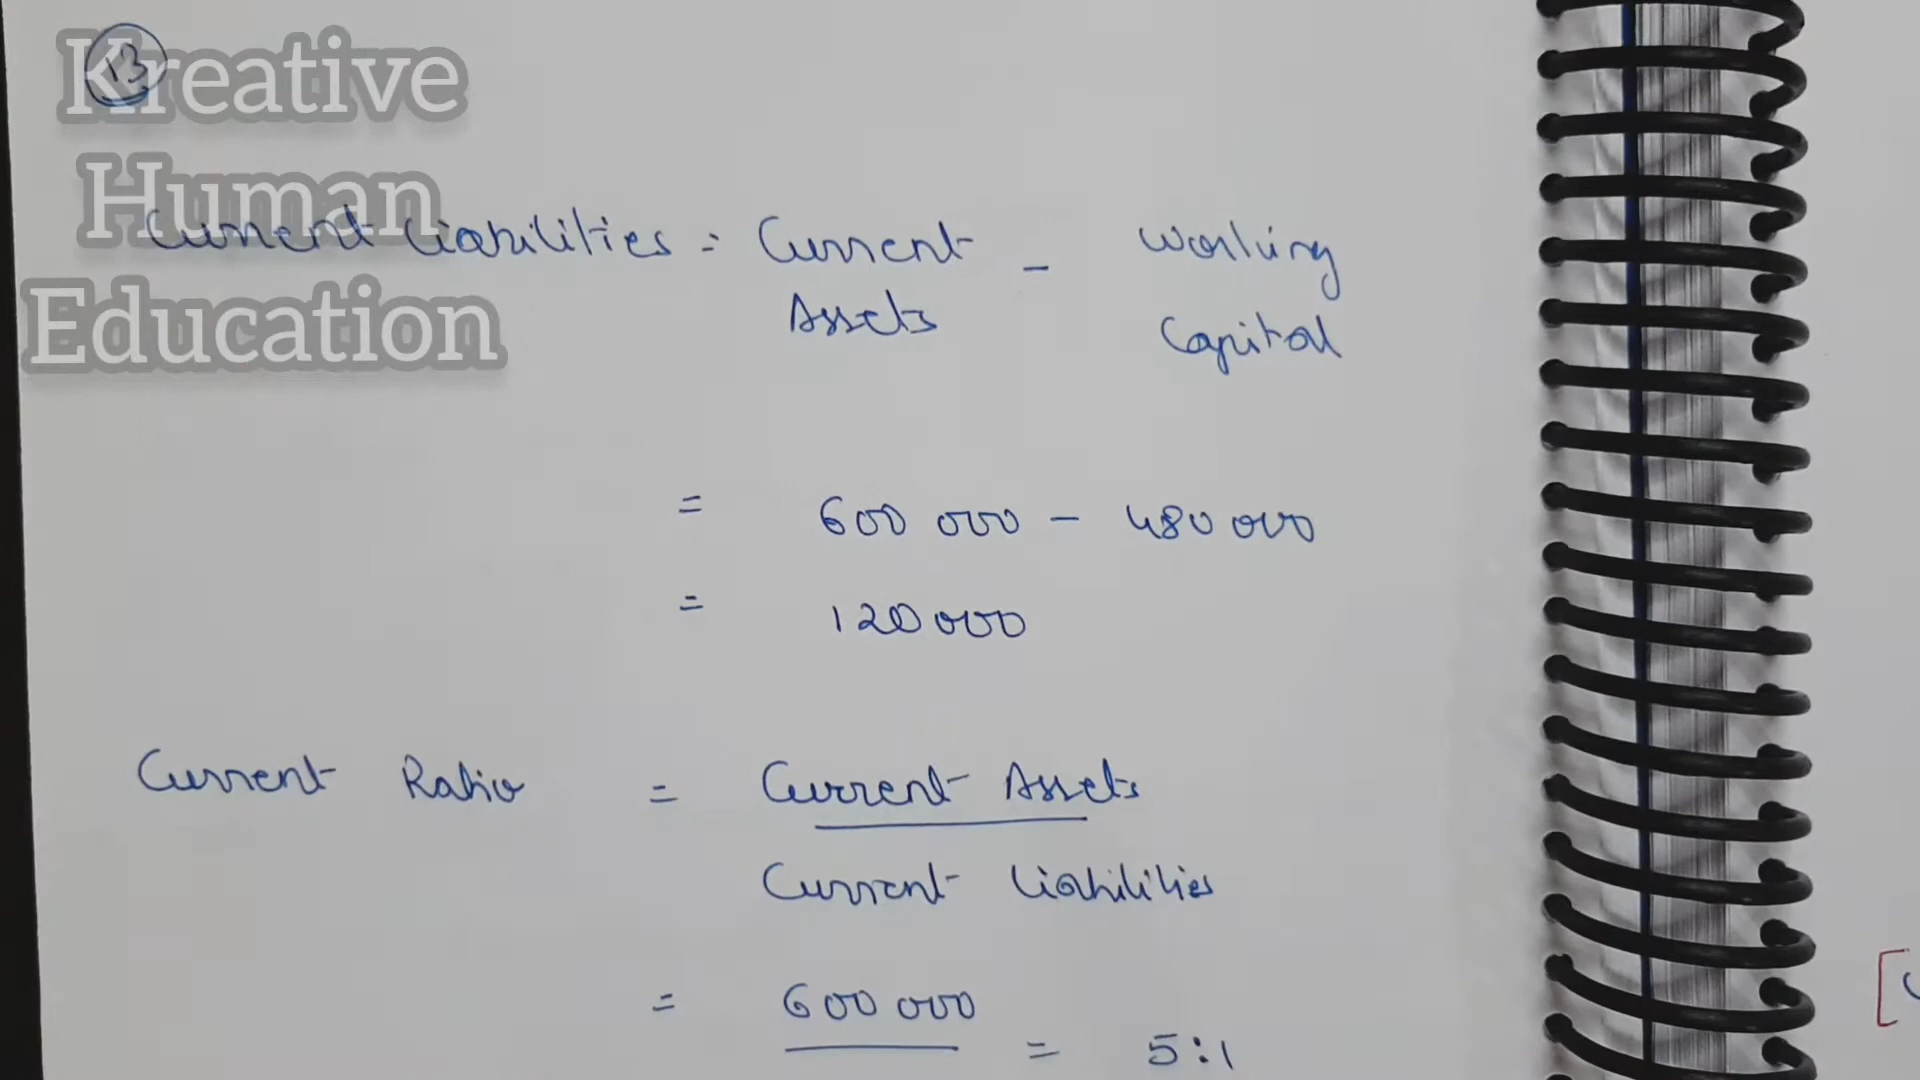 13
Kreative
Human
Education
Current Liabilities = Current Assets - Working Capital
= 600 000 - 480 000
= 120 000
Current Ratio = Current Assets
Current Liabilities
= 600 000 = 5:1